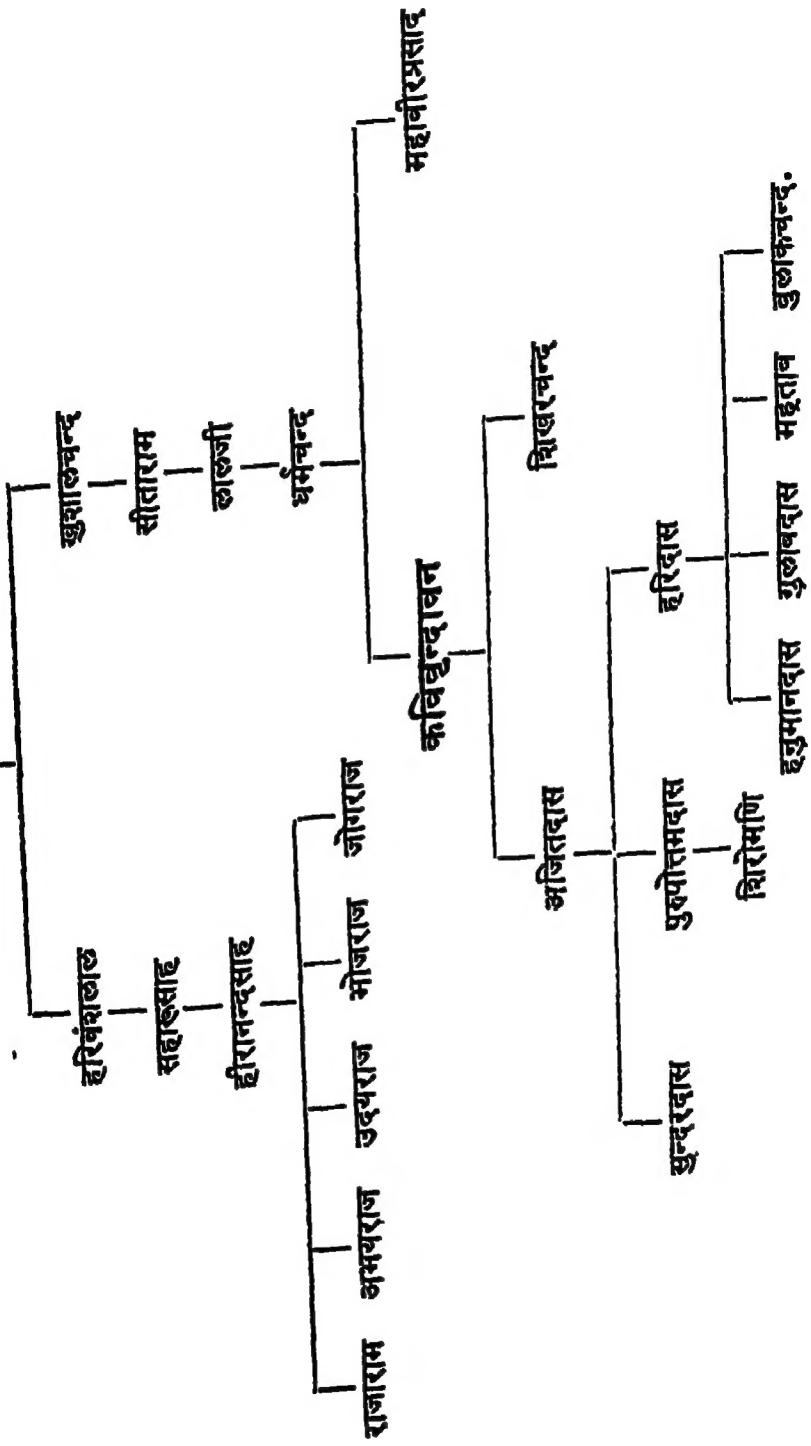 हरिवंशलाल खुशालचन्द
सहारूसाह सीताराम
हीरानन्दसाह लालजी
धर्मचन्द
राजाराम अभयराज उदयराज भोजराज जोगराज
कविवृन्दावन महावीरप्रसाद
अजितदास शिखरचन्द
सुन्दरदास पुरुषोत्तमदास हरिदास
शिरोमणि
हनुमानदास गुलाबदास महताव बुलाकचन्द.